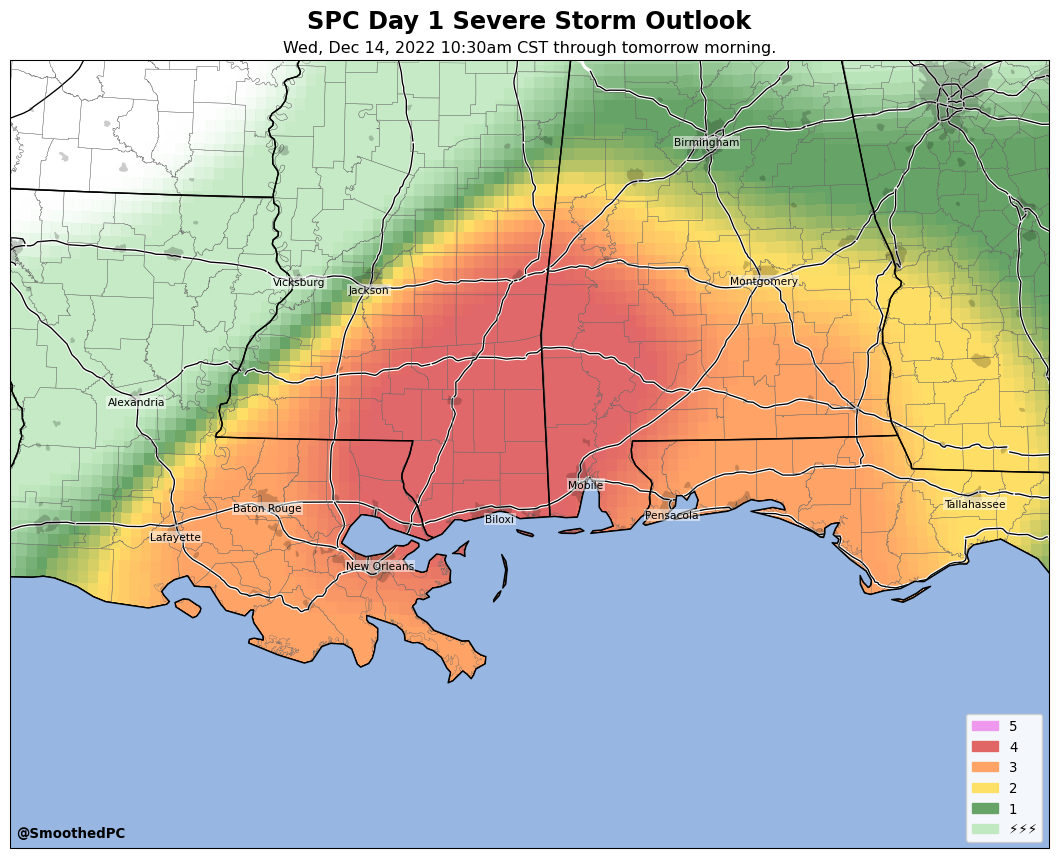 SPC Day 1 Severe Storm Outlook
Wed, Dec 14, 2022 10:30am CST through tomorrow morning.
Birmingham
Vicksburg
Jackson
Montgomery
Alexandria
Mobile
Baton Rouge
Biloxi
Pensacola
Tallahassee
Lafayette
New Orleans
5
4
3
2
1
⚡⚡⚡
@SmoothedPC